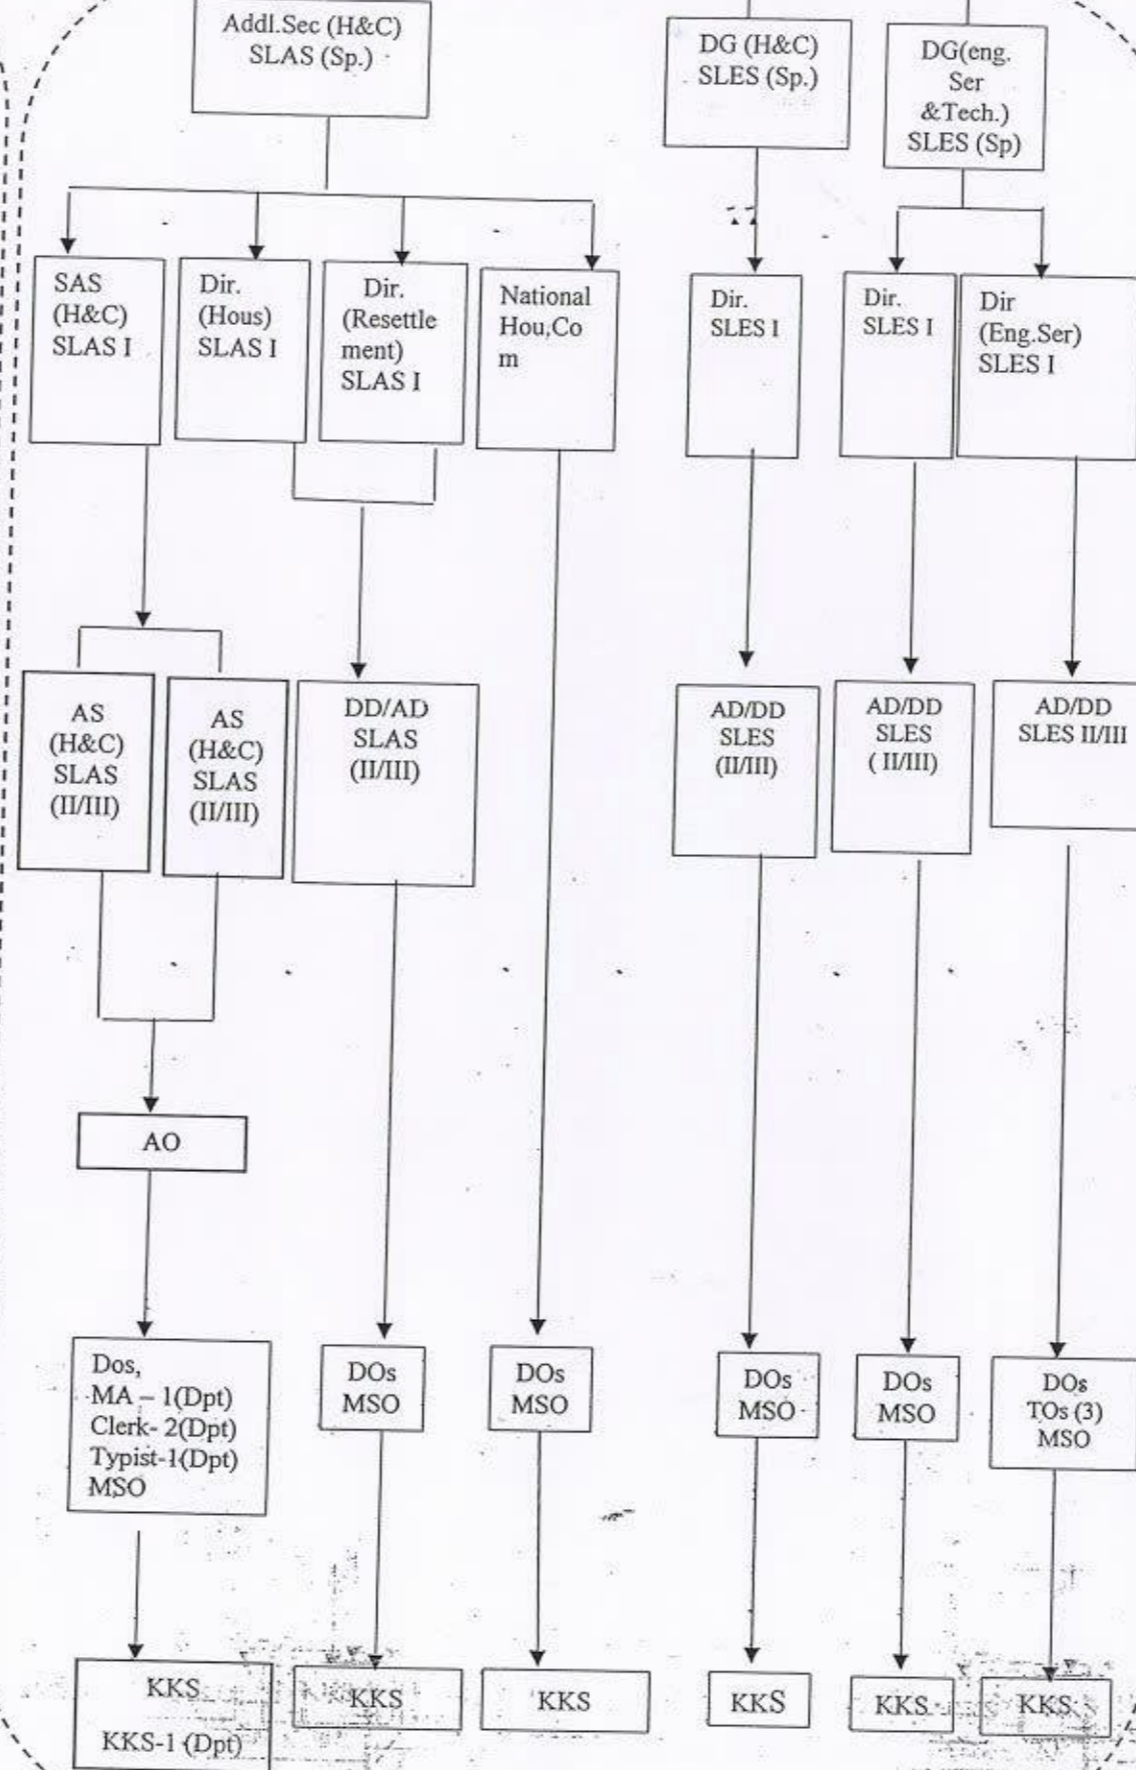 Addl.Sec (H&C)
SLAS (Sp.)
DG (H&C)
SLES (Sp.)
DG(eng.
Ser
&Tech.)
SLES (Sp)
SAS
(H&C)
SLAS I
Dir.
(Hous)
SLAS I
Dir.
(Resettle
ment)
SLAS I
National
Hou,Co
m
Dir.
SLES I
Dir.
SLES I
Dir
(Eng.Ser)
SLES I
AS
(H&C)
SLAS
(II/III)
AS
(H&C)
SLAS
(II/III)
DD/AD
SLAS
(II/III)
AD/DD
SLES
(II/III)
AD/DD
SLES
( II/III)
AD/DD
SLES II/III
AO
Dos,
MA – 1(Dpt)
Clerk- 2(Dpt)
Typist-1(Dpt)
MSO
DOs
MSO
DOs
MSO
DOs
MSO
DOs
MSO
DOs
TOs (3)
MSO
KKS
KKS-1 (Dpt)
KKS
KKS
KKS
KKS
KKS